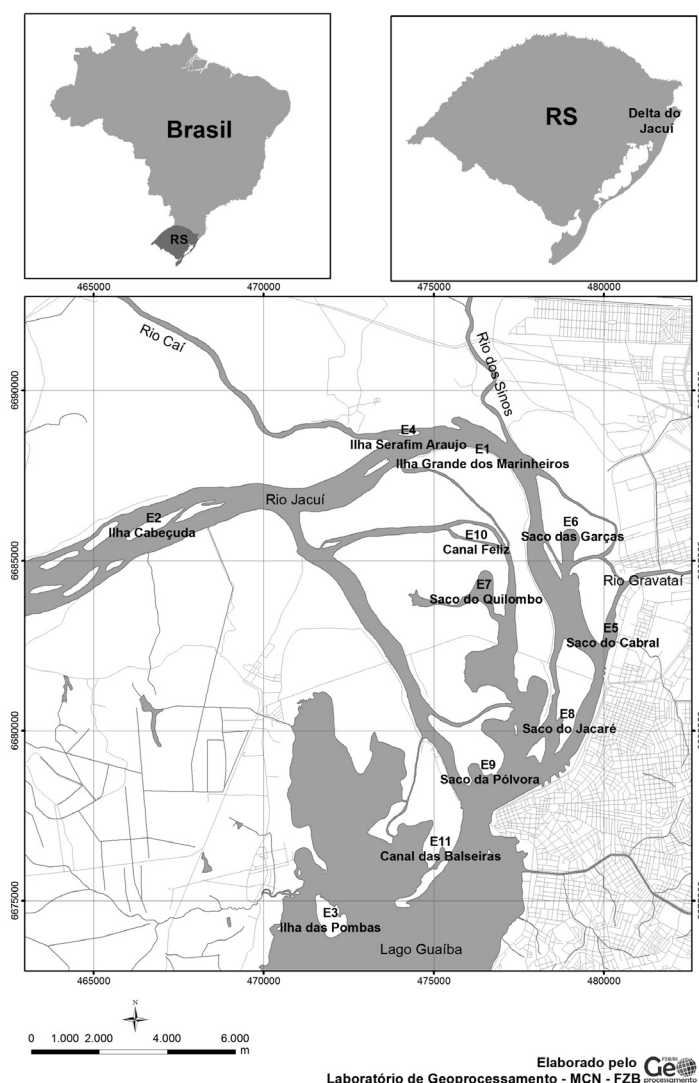 Brasil
RS
RS
Delta do
Jacuí
465000
470000
475000
480000
Rio Caí
Rio dos Sinos
6690000
E4
Ilha Serafim Araujo
E1
Ilha Grande dos Marinheiros
Rio Jacuí
E2
Ilha Cabeçuda
E6
Saco das Garças
E10
Canal Feliz
6685000
Rio Gravataí
E7
Saco do Quilombo
E5
Saco do Cabral
6680000
E8
Saco do Jacaré
E9
Saco da Pólvora
E11
Canal das Balseiras
6675000
E3
Ilha das Pombas
Lago Guaíba
465000
470000
475000
480000
N
0 1.000 2.000 4.000 6.000
m
Elaborado pelo
Laboratório de Geoprocessamento - MCN - FZB
FZB/RS
Geo
processamento